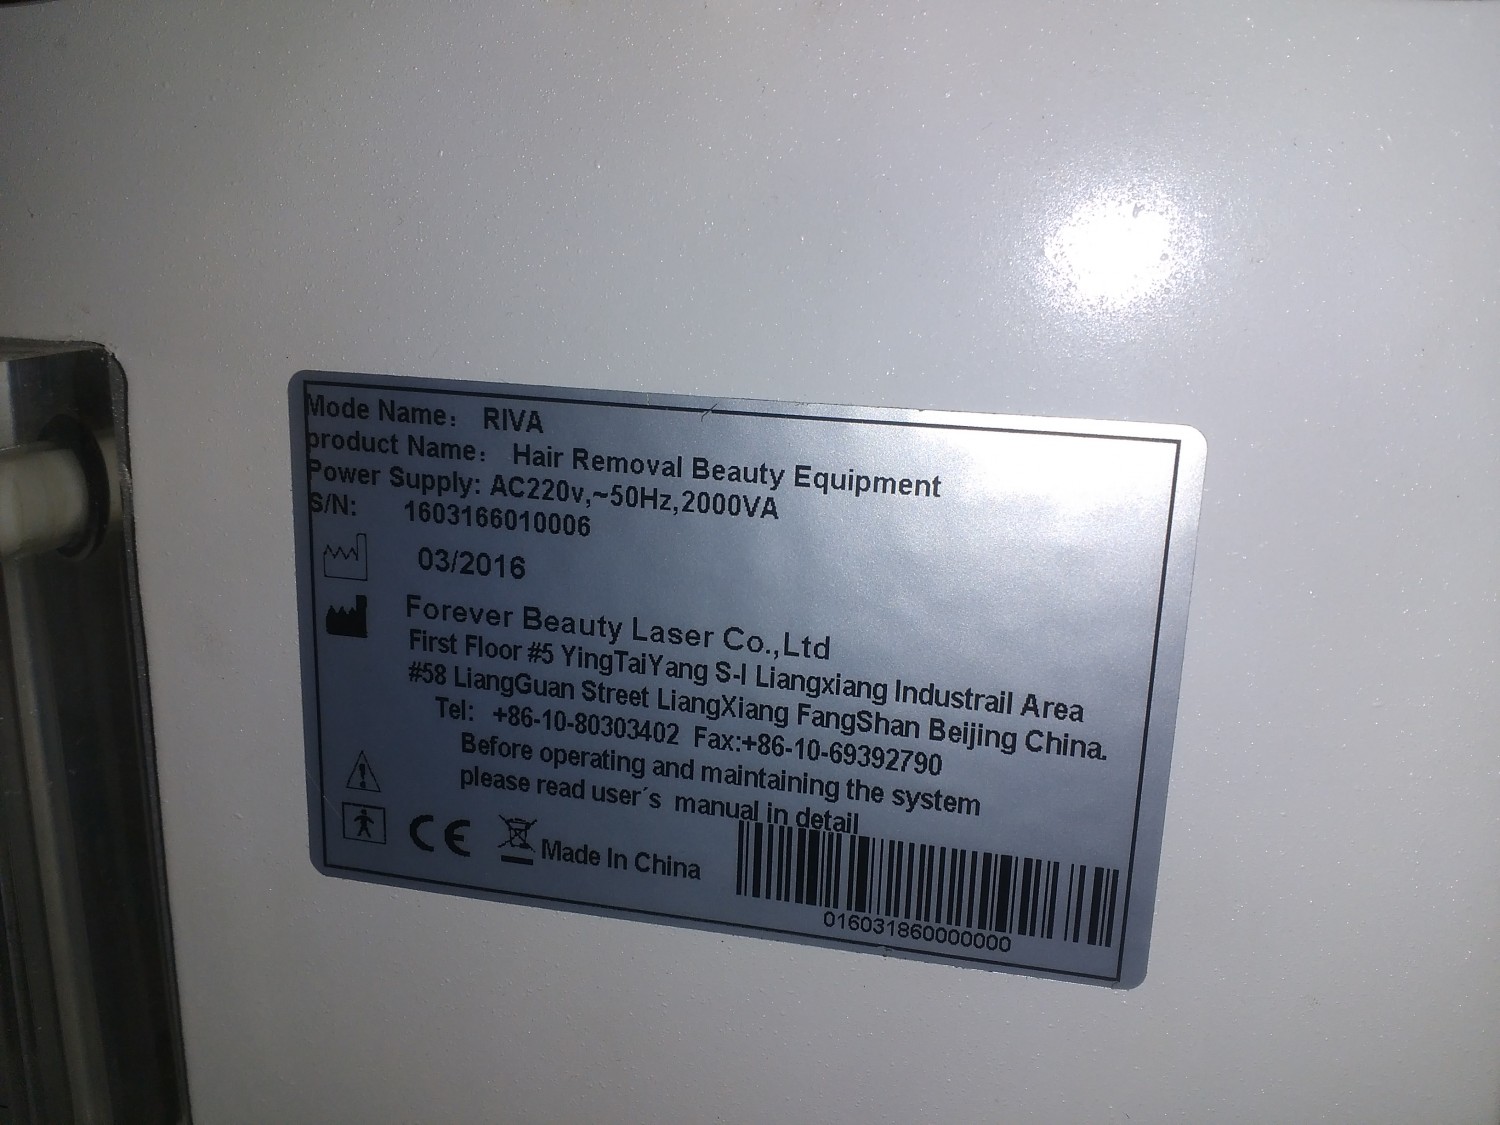 Mode Name: RIVA
product Name: Hair Removal Beauty Equipment
Power Supply: AC220v,~50Hz,2000VA
S/N: 1603166010006
03/2016
Forever Beauty Laser Co.,Ltd
First Floor #5 YingTaiYang S-I Liangxiang Industrail Area
#58 LiangGuan Street LiangXiang FangShan Beijing China.
Tel: +86-10-80303402 Fax:+86-10-69392790
Before operating and maintaining the system
please read user´s manual in detail
CE Made In China
016031860000000